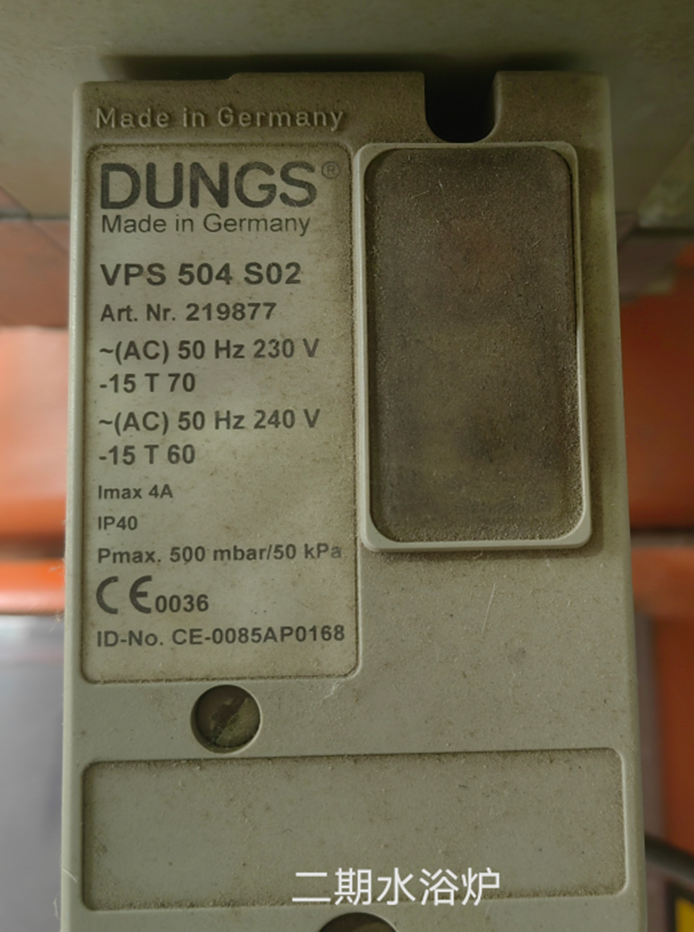 Made in Germany
DUNGS®
Made in Germany
VPS 504 S02
Art. Nr. 219877
~(AC) 50 Hz 230 V
-15 T 70
~(AC) 50 Hz 240 V
-15 T 60
Imax 4A
IP40
Pmax. 500 mbar/50 kPa
CE0036
ID-No. CE-0085AP0168
二期水浴炉